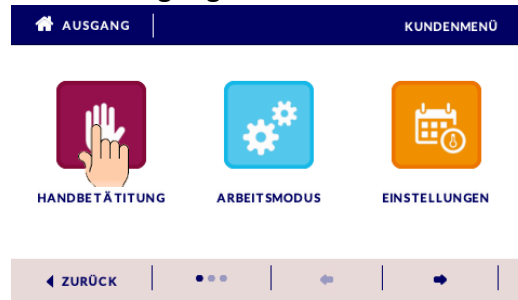 AUSGANG
KUNDENMENÜ
HANDBETÄTITUNG
ARBEITSMODUS
EINSTELLUNGEN
ZURÜCK